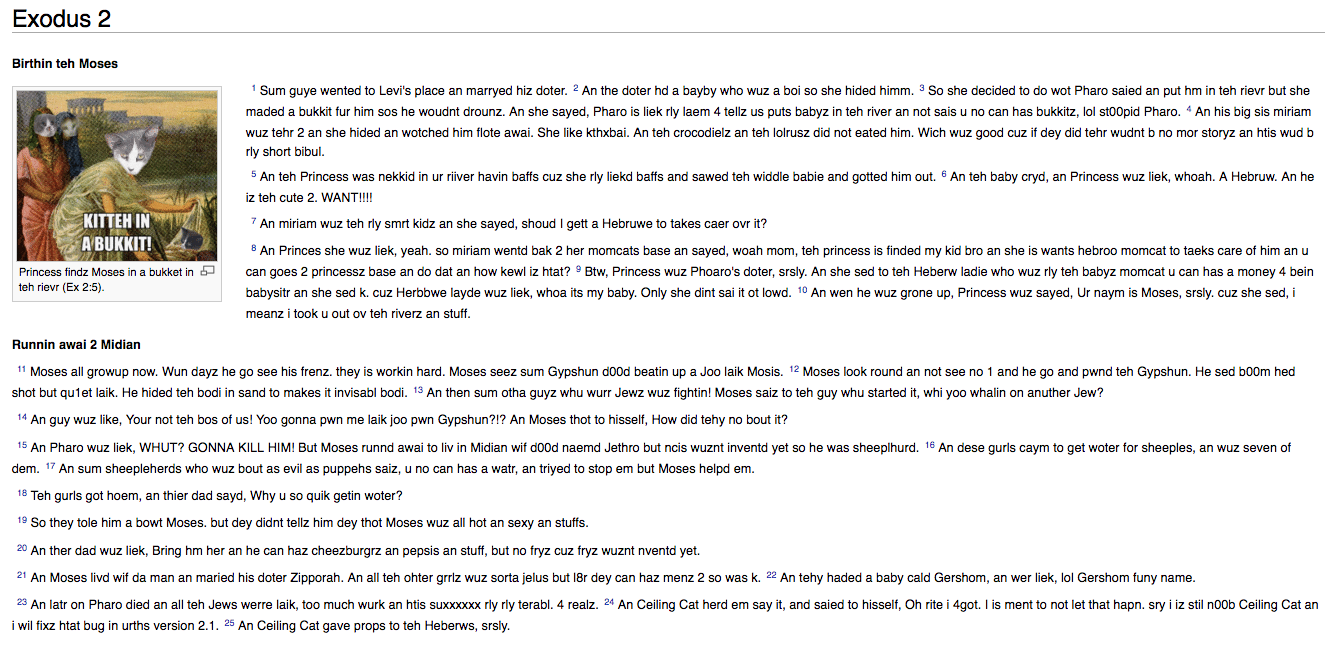 Exodus 2
Birthin teh Moses
KITTEH IN
A BUKKIT!
Princess findz Moses in a bukket in
teh rievr (Ex 2:5).
1 Sum guye wented to Levi's place an marryed hiz doter. 2 An the doter hd a bayby who wuz a boi so she hided himm. 3 So she decided to do wot Pharo saied an put hm in teh rievr but she
maded a bukkit fur him sos he woudnt drounz. An she sayed, Pharo is liek rly laem 4 tellz us puts babyz in teh river an not sais u no can has bukkitz, lol st00pid Pharo. 4 An his big sis miriam
wuz tehr 2 an she hided an wotched him flote awai. She like kthxbai. An teh crocodielz an teh lolrusz did not eated him. Wich wuz good cuz if dey did tehr wudnt b no mor storyz an htis wud b
rly short bibul.
5 An teh Princess was nekkid in ur riiver havin baffs cuz she rly liekd baffs and sawed teh widdle babie and gotted him out. 6 An teh baby cryd, an Princess wuz liek, whoah. A Hebruw. An he
iz teh cute 2. WANT!!!!
7 An miriam wuz teh rly smrt kidz an she sayed, shoud I gett a Hebruwe to takes caer ovr it?
8 An Princes she wuz liek, yeah. so miriam wentd bak 2 her momcats base an sayed, woah mom, teh princess is finded my kid bro an she is wants hebroo momcat to taeks care of him an u
can goes 2 princessz base an do dat an how kewl iz htat? 9 Btw, Princess wuz Phoaro's doter, srsly. An she sed to teh Heberw ladie who wuz rly teh babyz momcat u can has a money 4 bein
babysitr an she sed k. cuz Herbbwe layde wuz liek, whoa its my baby. Only she dint sai it ot lowd. 10 An wen he wuz grone up, Princess wuz sayed, Ur naym is Moses, srsly. cuz she sed, i
meanz i took u out ov teh riverz an stuff.
Runnin awai 2 Midian
11 Moses all growup now. Wun dayz he go see his frenz. they is workin hard. Moses seez sum Gypshun d00d beatin up a Joo laik Mosis. 12 Moses look round an not see no 1 and he go and pwnd teh Gypshun. He sed b00m hed
shot but qu1et laik. He hided teh bodi in sand to makes it invisabl bodi. 13 An then sum otha guyz whu wurr Jewz wuz fightin! Moses saiz to teh guy whu started it, whi yoo whalin on anuther Jew?
14 An guy wuz like, Your not teh bos of us! Yoo gonna pwn me laik joo pwn Gypshun?!? An Moses thot to hisself, How did tehy no bout it?
15 An Pharo wuz liek, WHUT? GONNA KILL HIM! But Moses runnd awai to liv in Midian wif d00d naemd Jethro but ncis wuznt inventd yet so he was sheeplhurd. 16 An dese gurls caym to get woter for sheeples, an wuz seven of
dem. 17 An sum sheepleherds who wuz bout as evil as puppehs saiz, u no can has a watr, an triyed to stop em but Moses helpd em.
18 Teh gurls got hoem, an thier dad sayd, Why u so quik getin woter?
19 So they tole him a bowt Moses. but dey didnt tellz him dey thot Moses wuz all hot an sexy an stuffs.
20 An ther dad wuz liek, Bring hm her an he can haz cheezburgrz an pepsis an stuff, but no fryz cuz fryz wuznt nventd yet.
21 An Moses livd wif da man an maried his doter Zipporah. An all teh ohter grrlz wuz sorta jelus but l8r dey can haz menz 2 so was k. 22 An tehy haded a baby cald Gershom, an wer liek, lol Gershom funy name.
23 An latr on Pharo died an all teh Jews werre laik, too much wurk an htis suxxxxxx rly rly terabl. 4 realz. 24 An Ceiling Cat herd em say it, and saied to hisself, Oh rite i 4got. I is ment to not let that hapn. sry i iz stil n00b Ceiling Cat an
i wil fixz htat bug in urths version 2.1. 25 An Ceiling Cat gave props to teh Heberws, srsly.